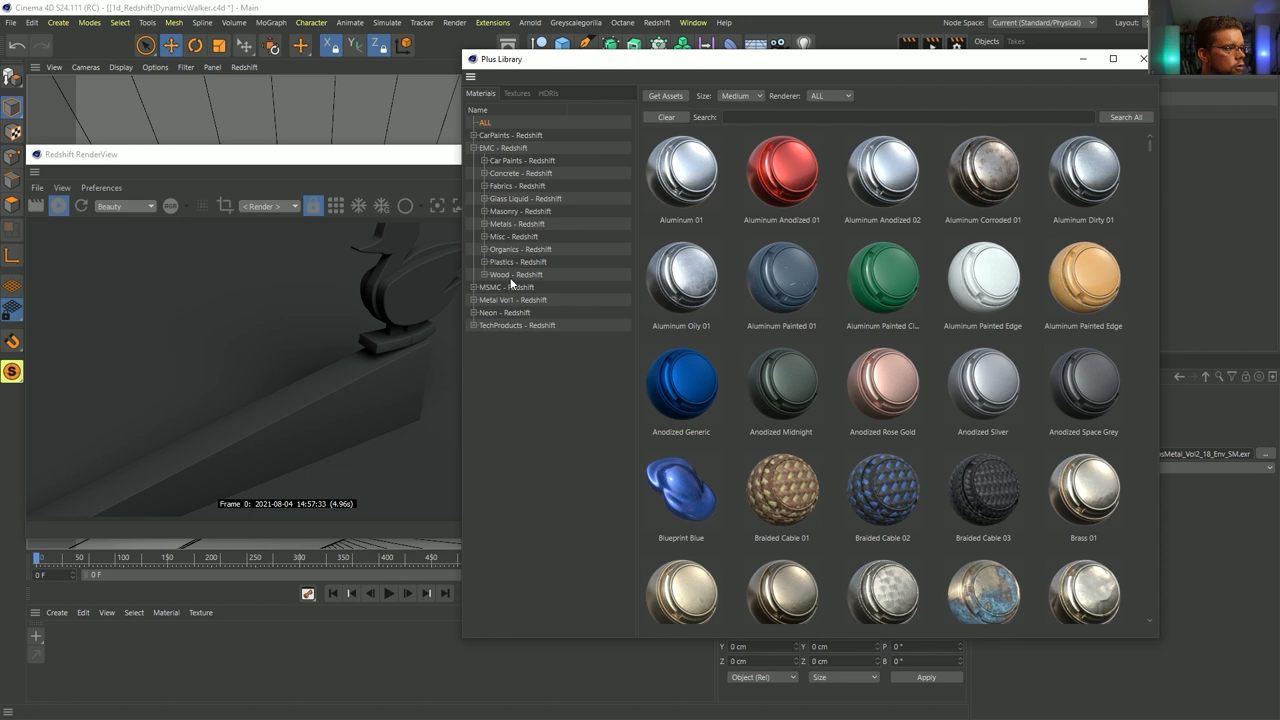 Cinema 4D S24.111 (RC) - [[1d_Redshift]DynamicWalker.c4d *] - Main
File Edit Create Modes Select Tools Mesh Spline Volume MoGraph Character Animate Simulate Tracker Render Extensions Arnold Greyscalegorilla Octane Redshift Window Help
Node Space: Current (Standard/Physical) Layout:
Objects Takes
View Cameras Display Options Filter Panel Redshift
Plus Library
Materials Textures HDRIs
Get Assets Size: Medium Renderer: ALL
Name
Clear Search: Search All
ALL
CarPaints - Redshift
EMC - Redshift
Car Paints - Redshift
Concrete - Redshift
Fabrics - Redshift
Glass Liquid - Redshift
Masonry - Redshift
Metals - Redshift
Misc - Redshift
Organics - Redshift
Plastics - Redshift
Wood - Redshift
MSMC - Redshift
Metal Vol1 - Redshift
Neon - Redshift
TechProducts - Redshift
Aluminum 01 Aluminum Anodized 01 Aluminum Anodized 02 Aluminum Corroded 01 Aluminum Dirty 01
Aluminum Oily 01 Aluminum Painted 01 Aluminum Painted Cl... Aluminum Painted Edge Aluminum Painted Edge
Anodized Generic Anodized Midnight Anodized Rose Gold Anodized Silver Anodized Space Grey
Blueprint Blue Braided Cable 01 Braided Cable 02 Braided Cable 03 Brass 01
Redshift RenderView
File View Preferences
Beauty RGB < Render >
Frame 0: 2021-08-04 14:57:33 (4.96s)
sMetal_Vol2_18_Env_SM.exr ...
0 50 100 150 200 250 300 350 400 450
0 F 0 F
Create Edit View Select Material Texture
Y 0 cm Y 0 cm P 0 °
Z 0 cm Z 0 cm B 0 °
Object (Rel) Size Apply